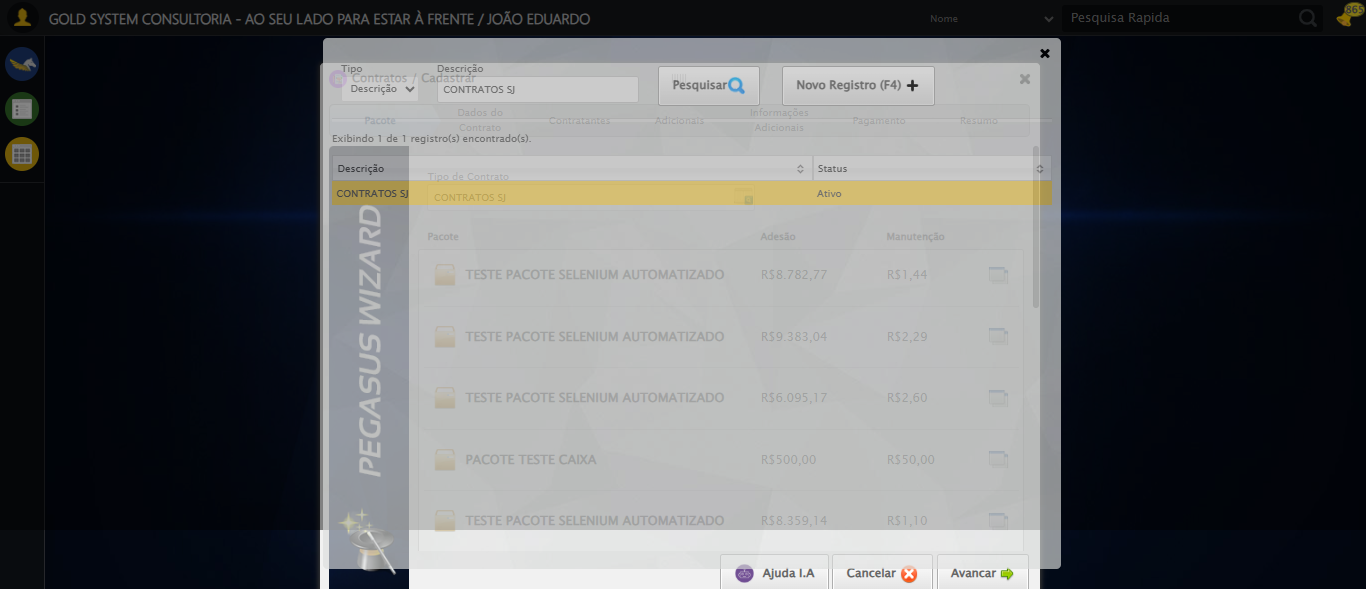 GOLD SYSTEM CONSULTORIA - AO SEU LADO PARA ESTAR À FRENTE / JOÃO EDUARDO
Nome
Pesquisa Rapida
865
Tipo
Descrição
Contratos / Cadastrar
Descrição
CONTRATOS SJ
Pesquisar
Novo Registro (F4)
Pacote
Dados do Contrato
Contratantes
Adicionais
Informações Adicionais
Pagamento
Resumo
Exibindo 1 de 1 registro(s) encontrado(s).
Descrição
Status
Tipo de Contrato
CONTRATOS SJ
Ativo
CONTRATOS SJ
Pacote
Adesão
Manutenção
TESTE PACOTE SELENIUM AUTOMATIZADO
R$8.782,77
R$1,44
TESTE PACOTE SELENIUM AUTOMATIZADO
R$9.383,04
R$2,29
TESTE PACOTE SELENIUM AUTOMATIZADO
R$6.095,17
R$2,60
PACOTE TESTE CAIXA
R$500,00
R$50,00
TESTE PACOTE SELENIUM AUTOMATIZADO
R$8.359,14
R$1,10
PEGASUS WIZARD
Ajuda I.A
Cancelar
Avancar